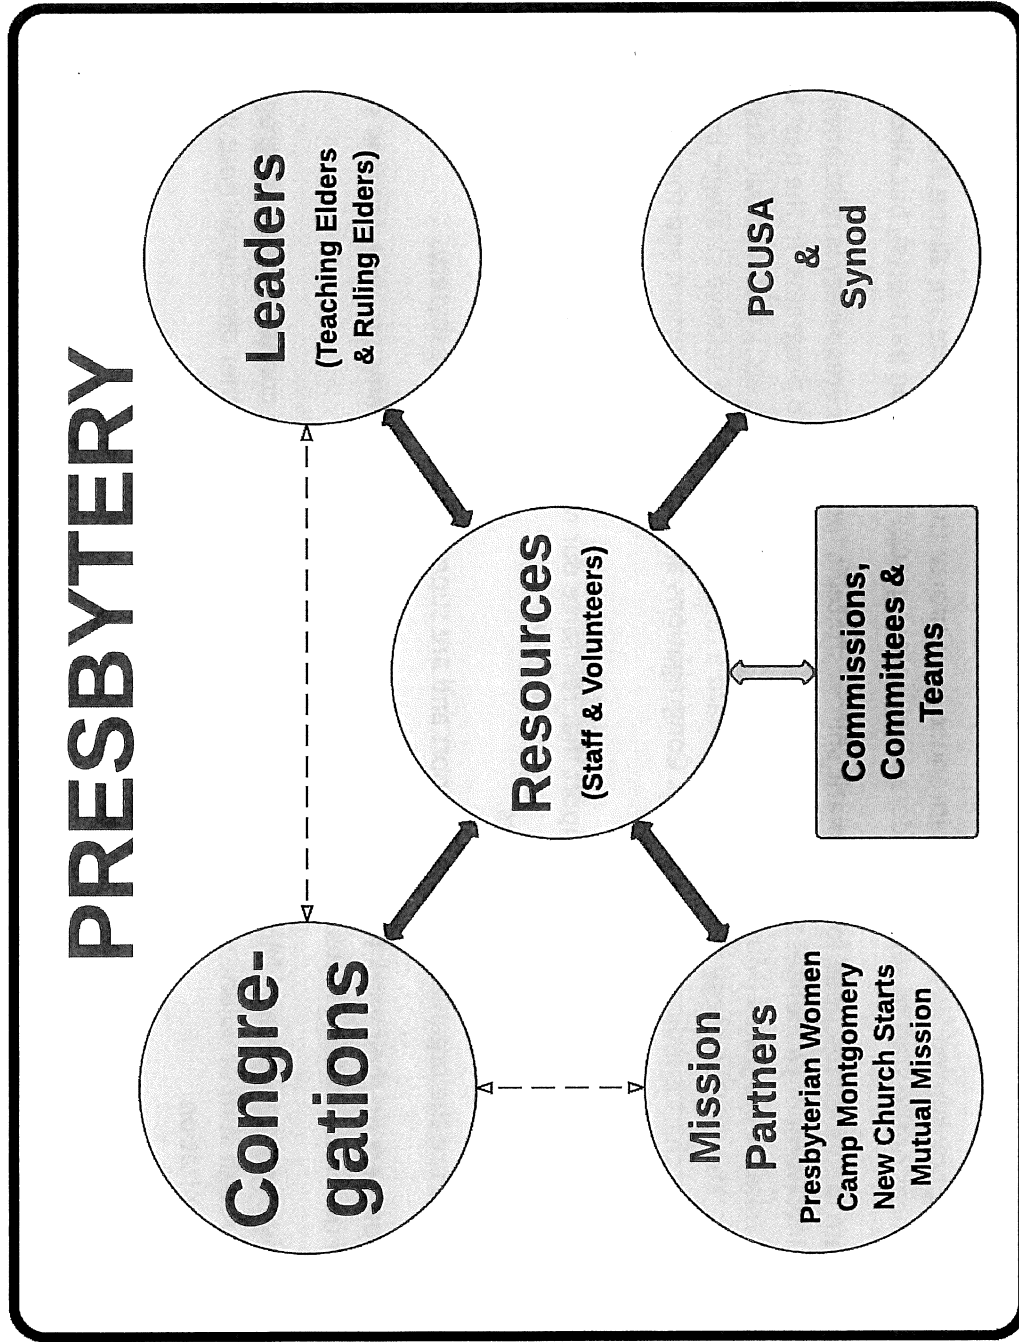 PRESBYTERY
Congre-
gations
Leaders
(Teaching Elders
& Ruling Elders)
Resources
(Staff & Volunteers)
Mission
Partners
Presbyterian Women
Camp Montgomery
New Church Starts
Mutual Mission
Commissions,
Committees &
Teams
PCUSA
&
Synod